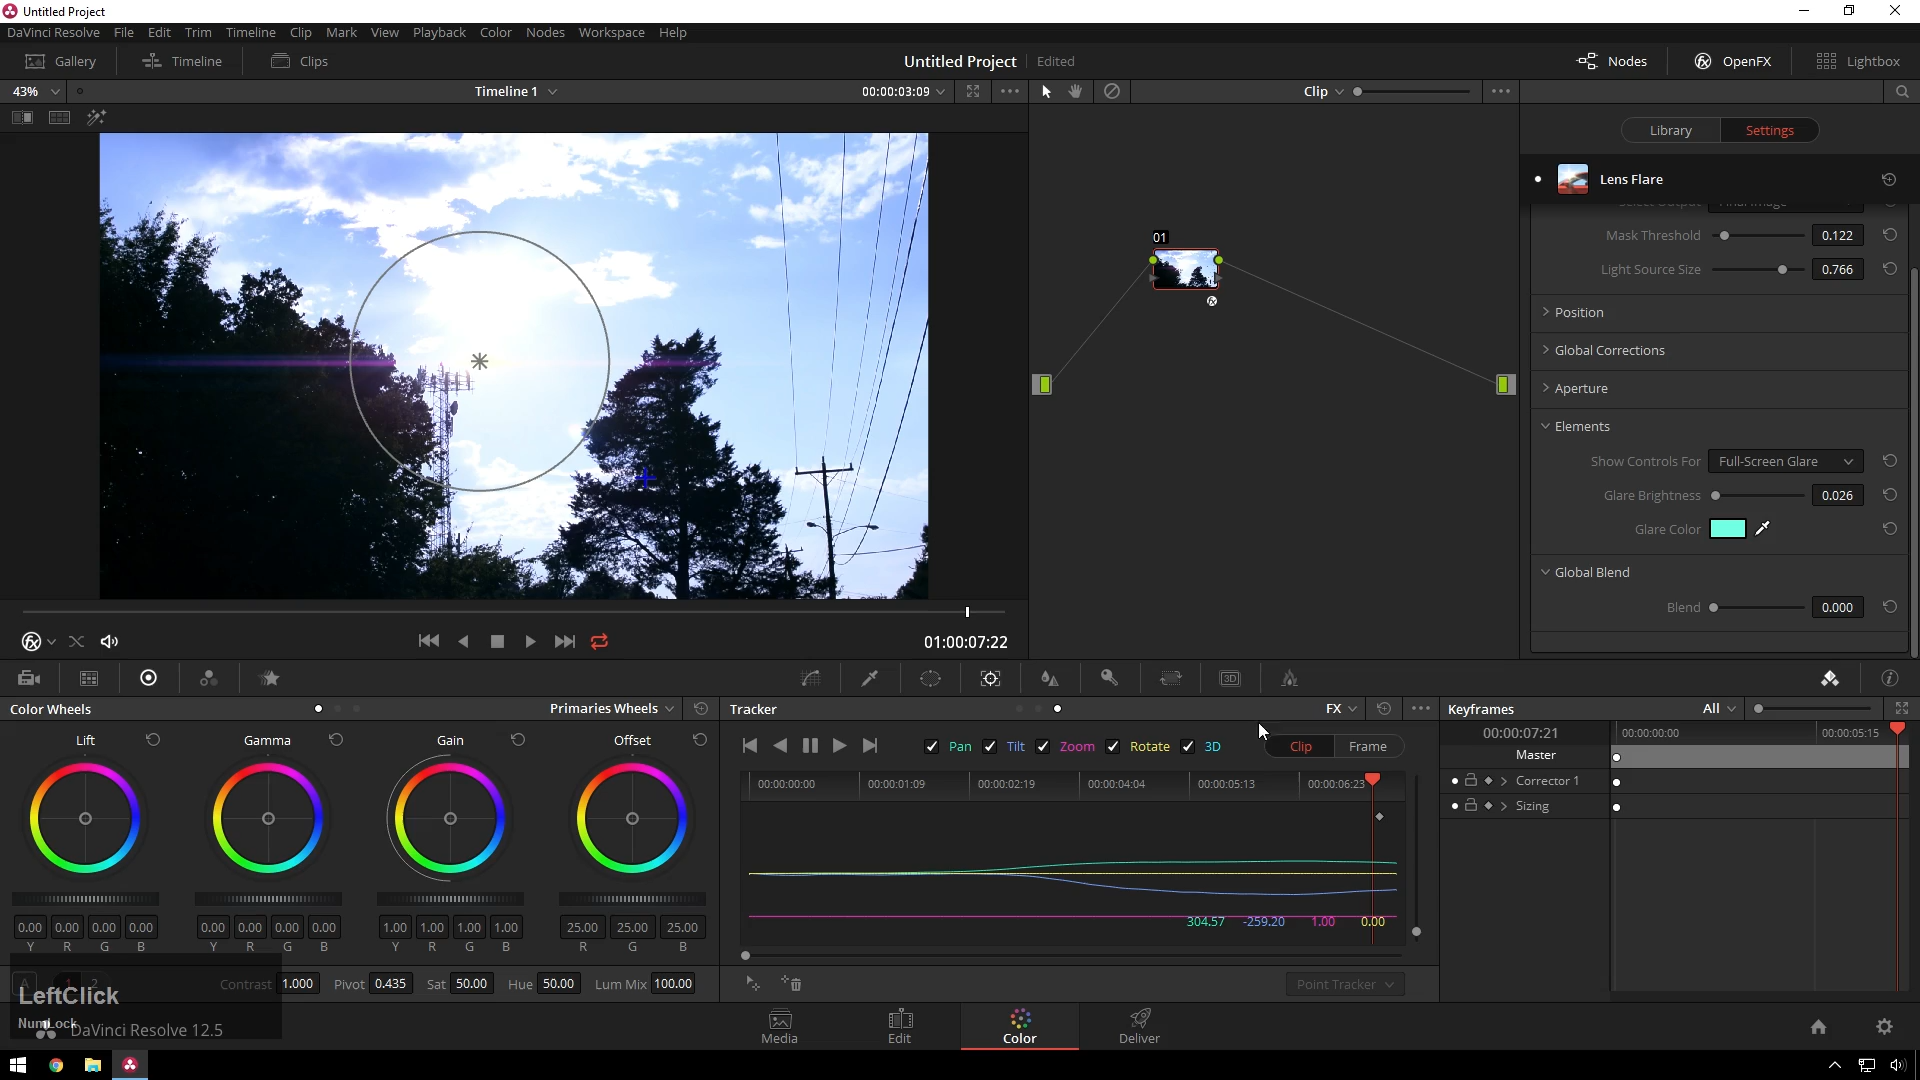 Untitled Project
DaVinci Resolve File Edit Trim Timeline Clip Mark View Playback Color Nodes Workspace Help
Gallery Timeline Clips Untitled Project Edited Nodes OpenFX Lightbox
43% Timeline 1 00:00:03:09 Clip
Library Settings
Lens Flare
Mask Threshold 0.122
Light Source Size 0.766
Position
Global Corrections
Aperture
Elements
Show Controls For Full-Screen Glare
Glare Brightness 0.026
Glare Color
Global Blend
Blend 0.000
01
01:00:07:22
3D
Color Wheels Primaries Wheels
Lift Gamma Gain Offset
0.00 0.00 0.00 0.00 0.00 0.00 0.00 0.00 1.00 1.00 1.00 1.00 25.00 25.00 25.00
Y R G B Y R G B Y R G B R G B
A 1 2 Contrast 1.000 Pivot 0.435 Sat 50.00 Hue 50.00 Lum Mix 100.00
Tracker FX
Pan Tilt Zoom Rotate 3D Clip Frame
00:00:00:00 00:00:01:09 00:00:02:19 00:00:04:04 00:00:05:13 00:00:06:23
304.57 -259.20 1.00 0.00
Point Tracker
Keyframes All
00:00:07:21 00:00:00:00 00:00:05:15
Master
Corrector 1
Sizing
LeftClick
NumLock
DaVinci Resolve 12.5
Media Edit Color Deliver